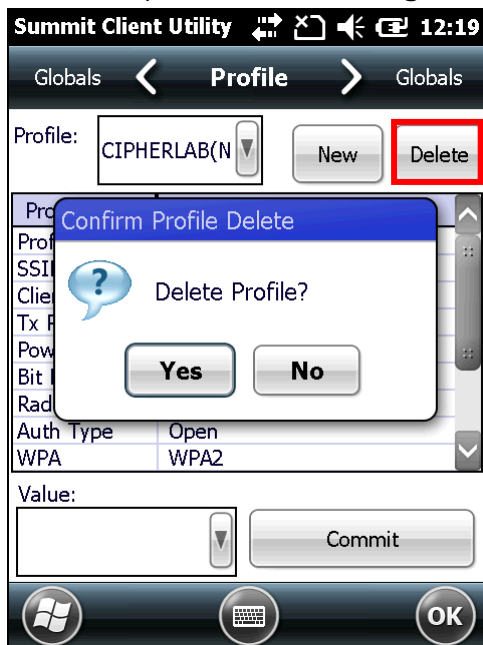 Summit Client Utility 12:19
Globals Profile Globals
Profile: CIPHERLAB(N New Delete
Confirm Profile Delete
Delete Profile?
Yes No
Auth Type Open
WPA WPA2
Value:
Commit
OK